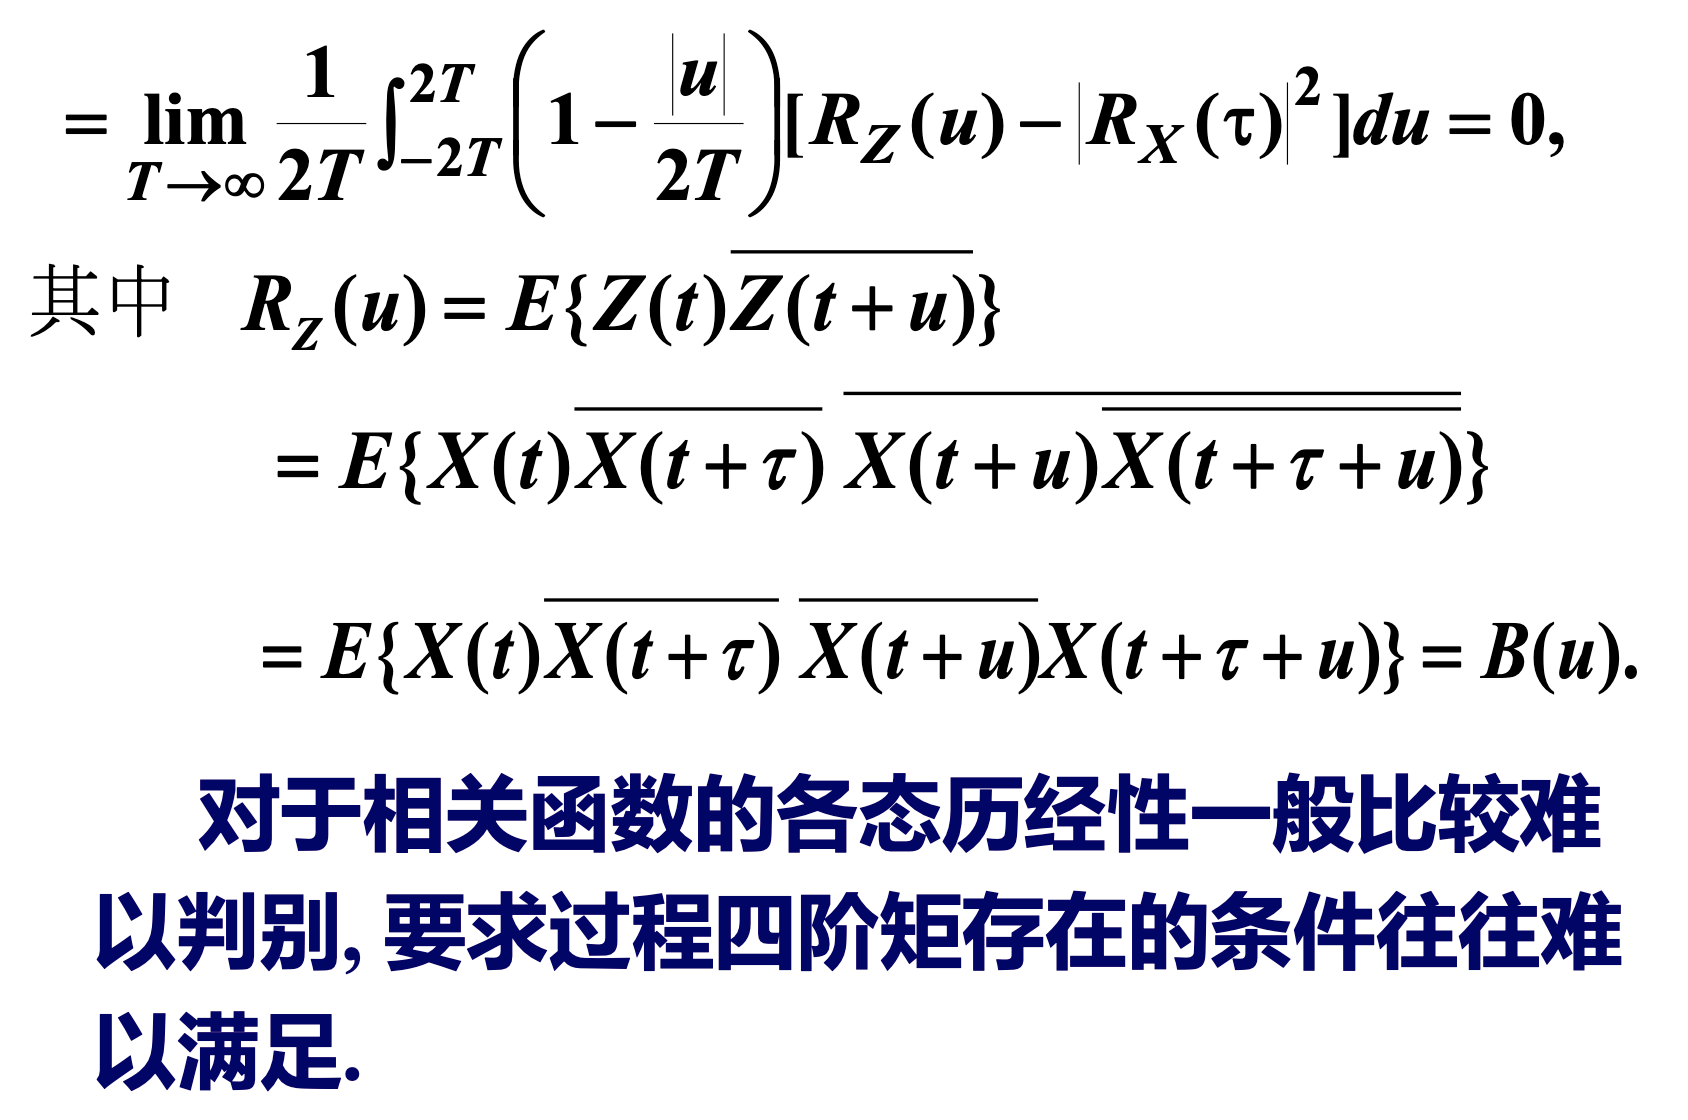 $= \lim_{T \to \infty} \frac{1}{2T} \int_{-2T}^{2T} \left( 1 - \frac{|u|}{2T} \right) [R_Z(u) - |R_X(\tau)|^2] du = 0,$
其中 $R_Z(u) = E\{Z(t)\overline{Z(t+u)}\}$
$= E\{X(t)\overline{X(t+\tau)}\ \overline{X(t+u)\overline{X(t+\tau+u)}}\}$
$= E\{X(t)\overline{X(t+\tau)}\ \overline{X(t+u)}X(t+\tau+u)\} = B(u).$
对于相关函数的各态历经性一般比较难
以判别, 要求过程四阶矩存在的条件往往难
以满足.